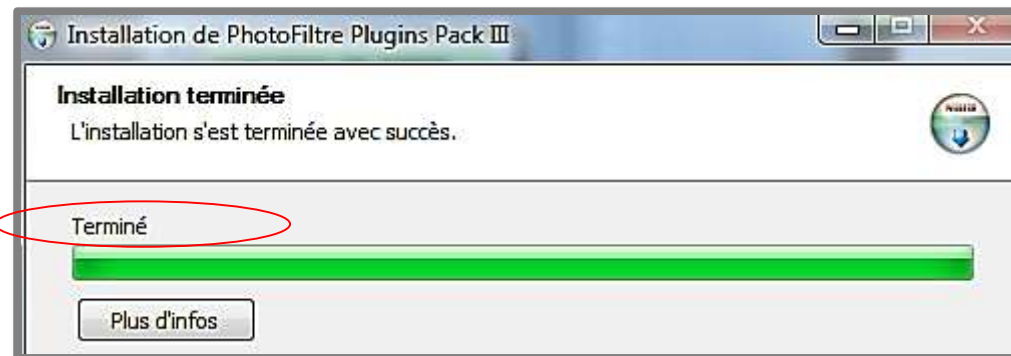 Installation de PhotoFiltre Plugins Pack III
Installation terminée
L'installation s'est terminée avec succès.
Terminé
Plus d'infos